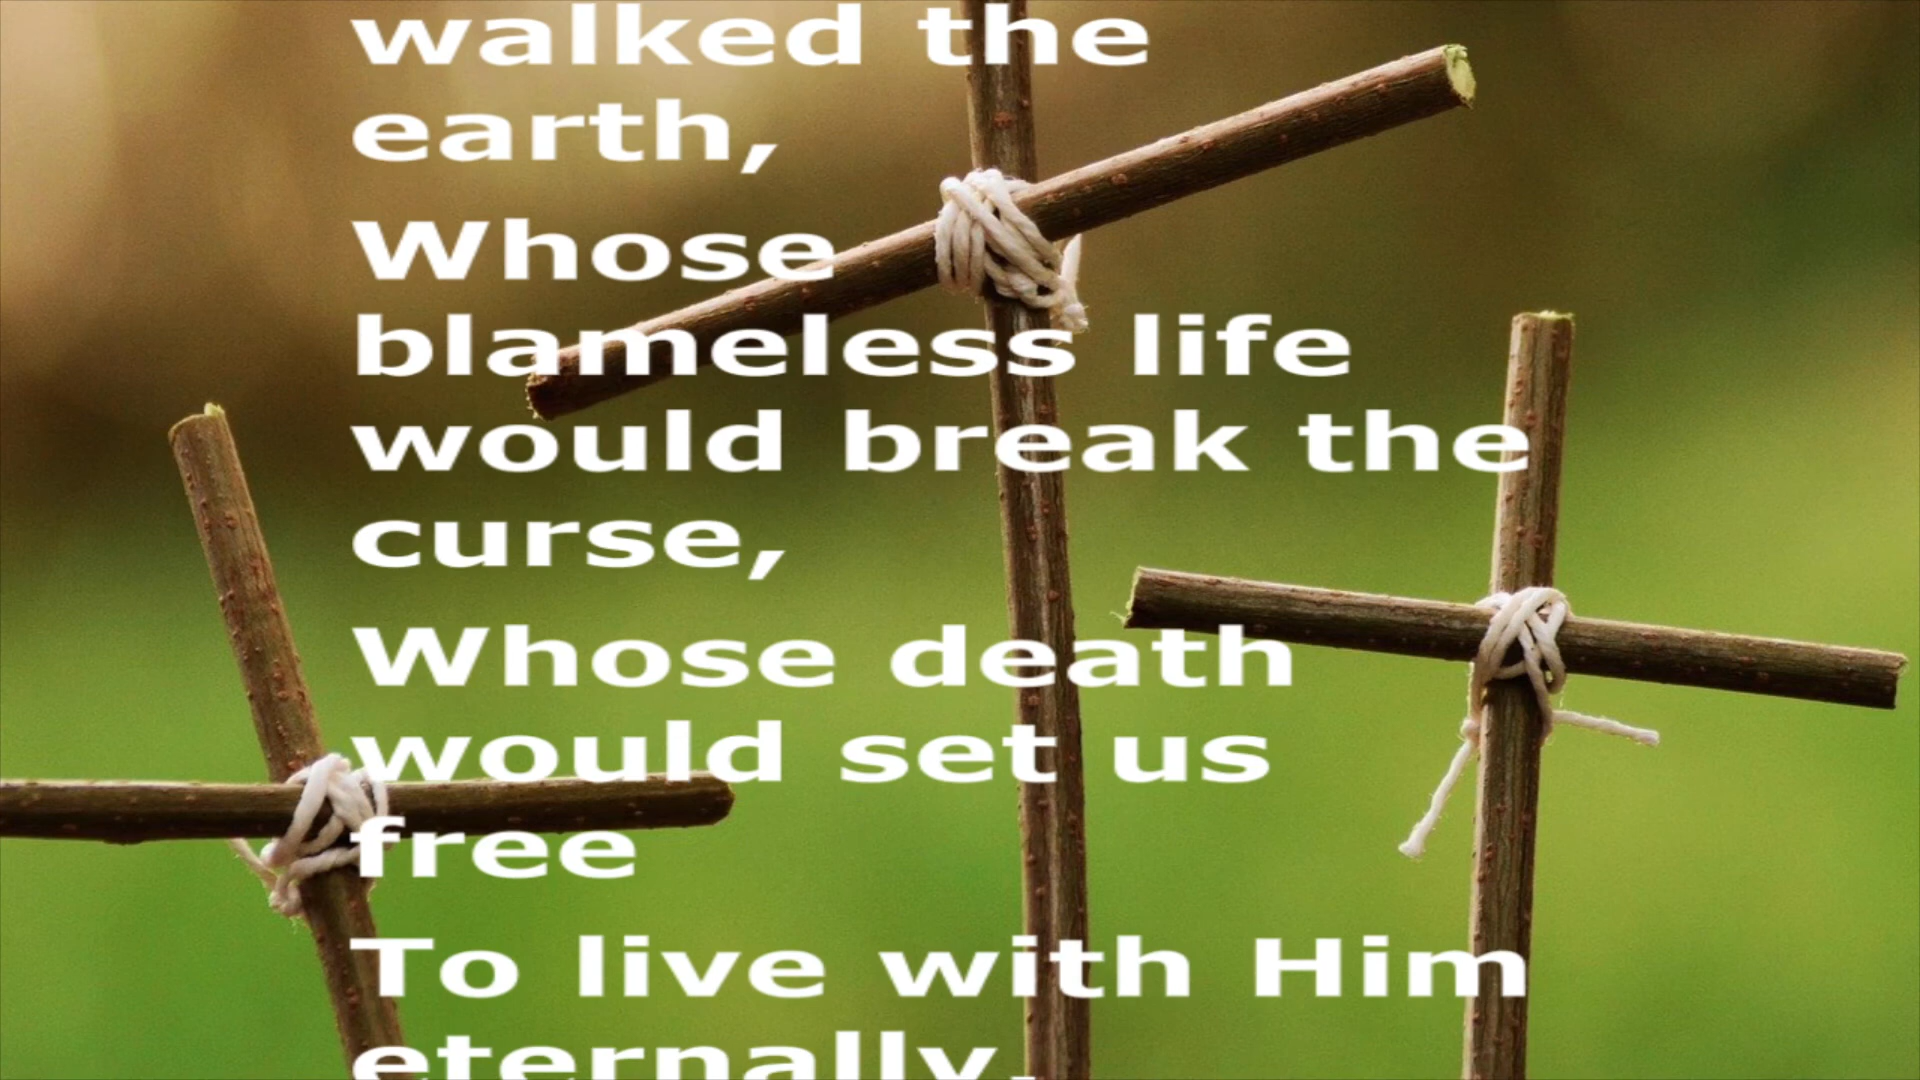 walked the
earth,
Whose
blameless life
would break the
curse,
Whose death
would set us
free
To live with Him
eternally.